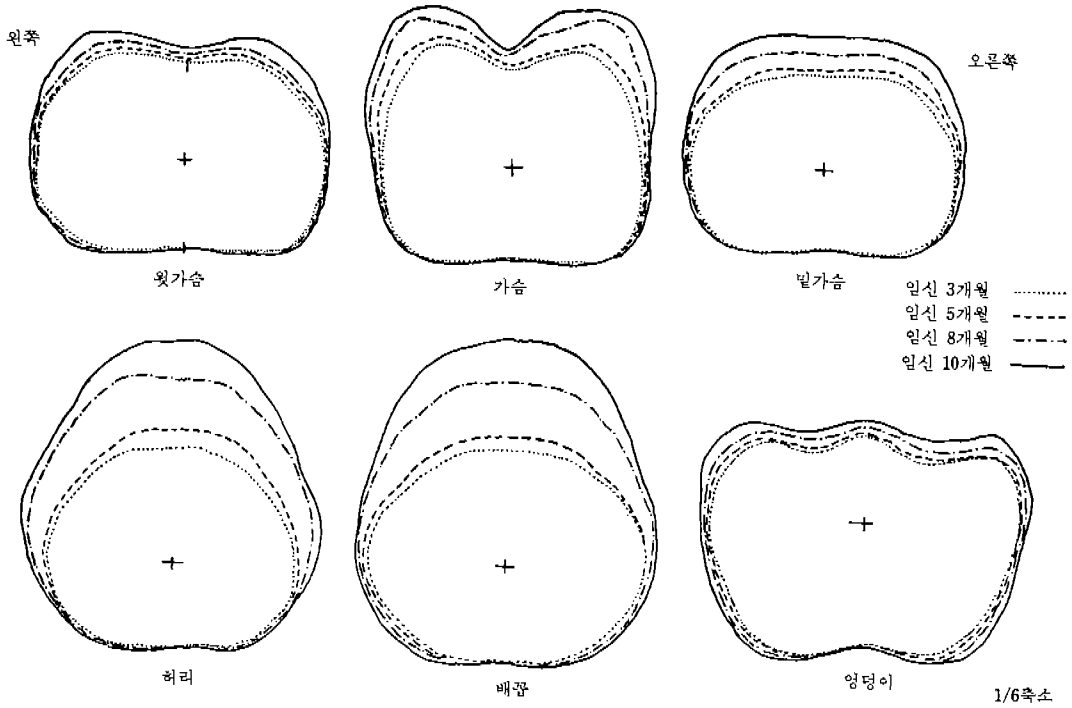 왼쪽
오른쪽
윗가슴
가슴
밑가슴
임신 3개월
임신 5개월
임신 8개월
임신 10개월
허리
배꼽
엉덩이
1/6축소